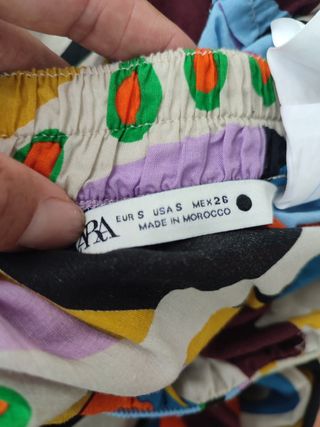 ZARA
EUR S USA S MEX 26
MADE IN MOROCCO